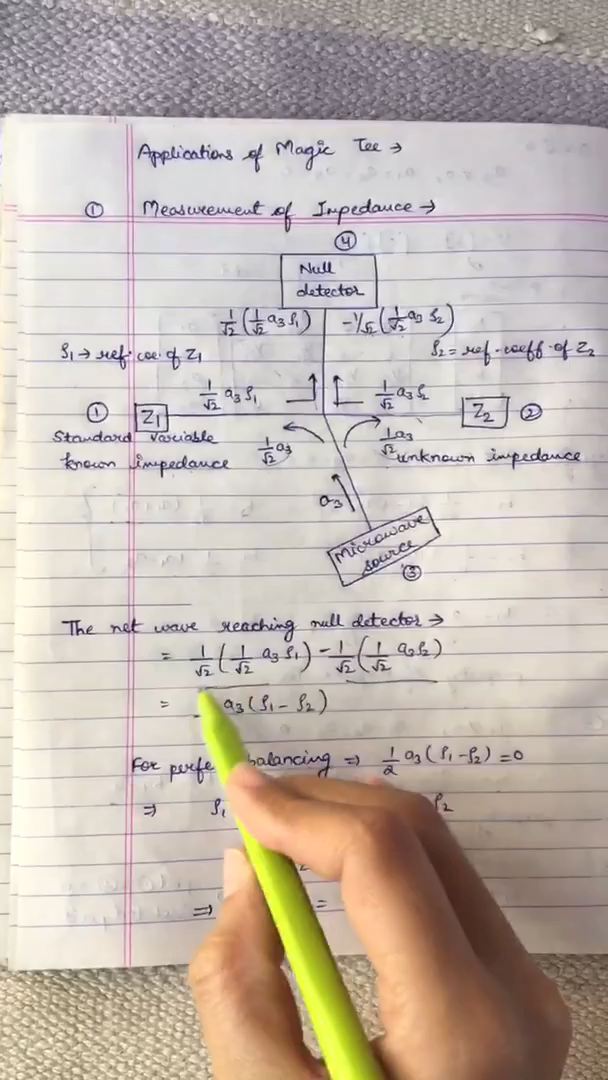 Applications of Magic Tee →
① Measurement of Impedance →
④
Null
detector
1/√2 (1/√2 a3 ρ1) -1/√2 (1/√2 a3 ρ2)
ρ1 → ref. coe. of Z1 ρ2 = ref. coeff. of Z2
1/√2 a3 ρ1 1/√2 a3 ρ2
① Z1 Z2 ②
Standard variable 1/√2 a3 1/√2 a3
known impedance unknown impedance
a3
Microwave
source
③
The net wave reaching null detector →
= 1/√2 (1/√2 a3 ρ1) - 1/√2 (1/√2 a3 ρ2)
= a3 (ρ1 - ρ2)
For balancing ⇒ 1/2 a3 (ρ1 - ρ2) = 0
⇒ ρ1 ρ2
⇒ =